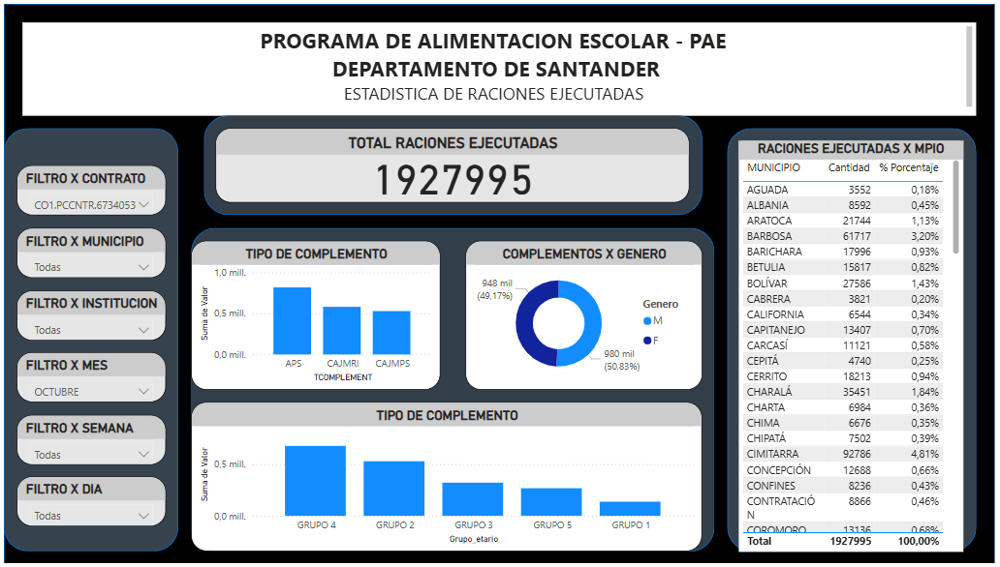 PROGRAMA DE ALIMENTACION ESCOLAR - PAE
DEPARTAMENTO DE SANTANDER
ESTADISTICA DE RACIONES EJECUTADAS
FILTRO X CONTRATO
CO1.PCCNTR.6734053
FILTRO X MUNICIPIO
Todas
FILTRO X INSTITUCION
Todas
FILTRO X MES
OCTUBRE
FILTRO X SEMANA
Todas
FILTRO X DIA
Todas
TOTAL RACIONES EJECUTADAS
1927995
TIPO DE COMPLEMENTO
Suma de Valor
1,0 mill.
0,5 mill.
0,0 mill.
APS CAJMRI CAJMPS
TCOMPLEMENT
COMPLEMENTOS X GENERO
948 mil
(49,17%)
980 mil
(50,83%)
Genero
M
F
TIPO DE COMPLEMENTO
Suma de Valor
0,5 mill.
0,0 mill.
GRUPO 4 GRUPO 2 GRUPO 3 GRUPO 5 GRUPO 1
Grupo_etario
RACIONES EJECUTADAS X MPIO
MUNICIPIO Cantidad % Porcentaje
AGUADA 3552 0,18%
ALBANIA 8592 0,45%
ARATOCA 21744 1,13%
BARBOSA 61717 3,20%
BARICHARA 17996 0,93%
BETULIA 15817 0,82%
BOLÍVAR 27586 1,43%
CABRERA 3821 0,20%
CALIFORNIA 6544 0,34%
CAPITANEJO 13407 0,70%
CARCASÍ 11121 0,58%
CEPITÁ 4740 0,25%
CERRITO 18213 0,94%
CHARALÁ 35451 1,84%
CHARTA 6984 0,36%
CHIMA 6676 0,35%
CHIPATÁ 7502 0,39%
CIMITARRA 92786 4,81%
CONCEPCIÓN 12688 0,66%
CONFINES 8236 0,43%
CONTRATACIÓ 8866 0,46%
N
COROMORO 13136 0,68%
Total 1927995 100,00%